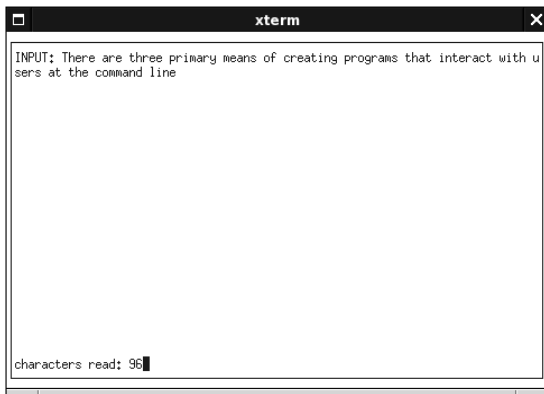 xterm
INPUT: There are three primary means of creating programs that interact with u
sers at the command line
characters read: 96